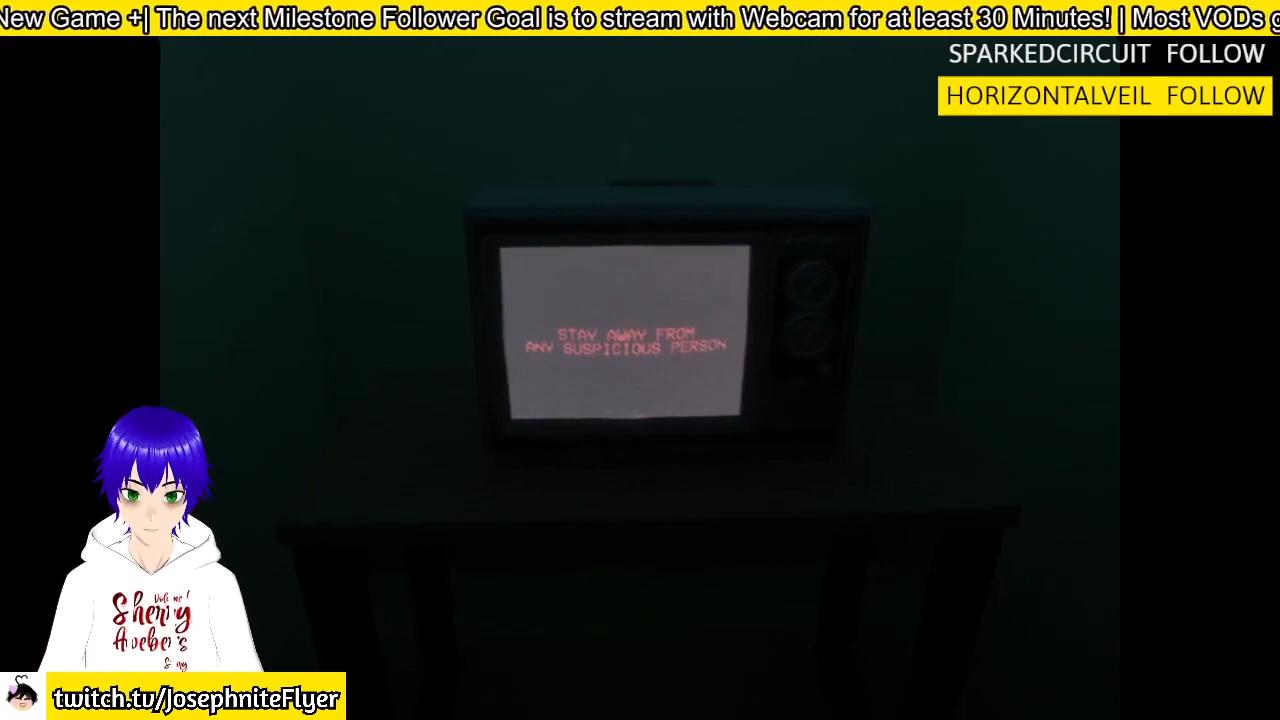 New Game +| The next Milestone Follower Goal is to stream with Webcam for at least 30 Minutes! | Most VODs g
SPARKEDCIRCUIT FOLLOW
HORIZONTALVEIL FOLLOW
STAY AWAY FROM
ANY SUSPICIOUS PERSON
Sherry
twitch.tv/JosephniteFlyer